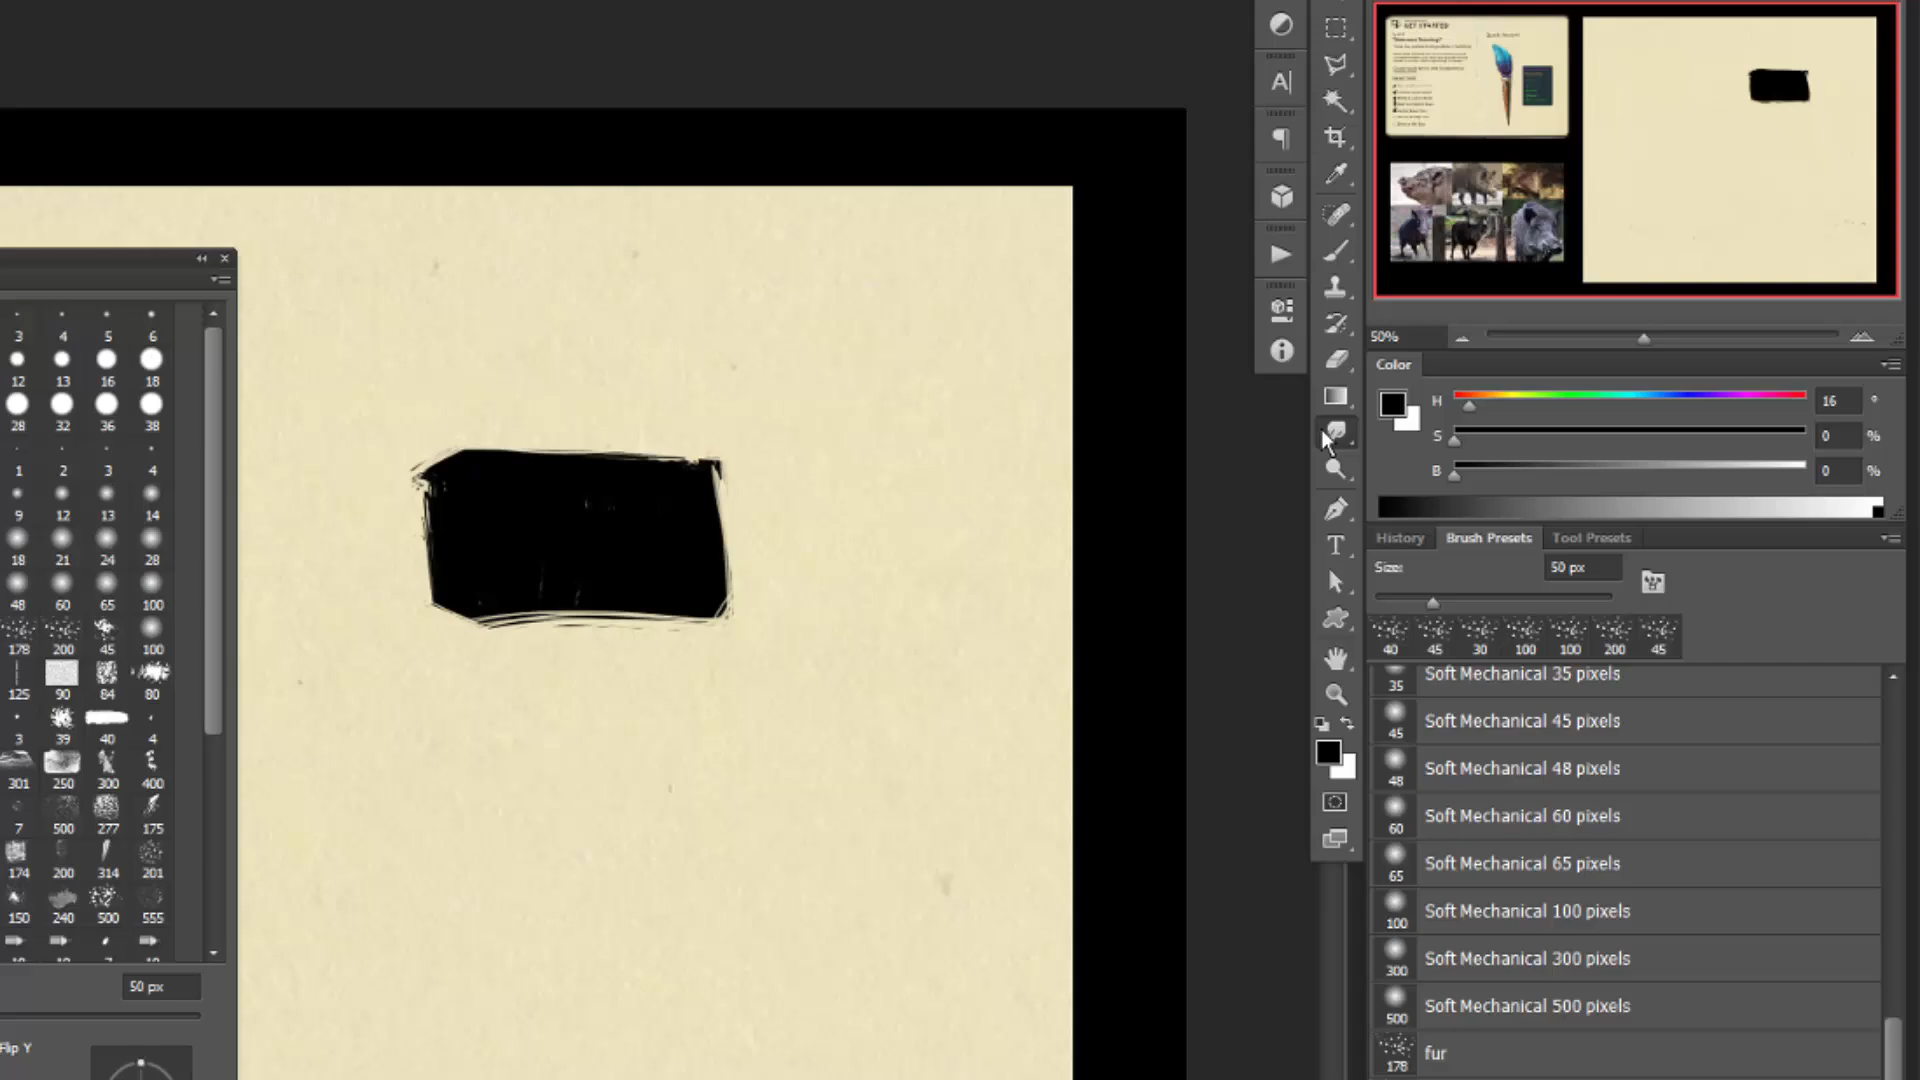 GET STARTED
50%
Color
H
16
°
S
0
%
B
0
%
History Brush Presets Tool Presets
Size:
50 px
40 45 30 100 100 200 45
35 Soft Mechanical 35 pixels
45 Soft Mechanical 45 pixels
48 Soft Mechanical 48 pixels
60 Soft Mechanical 60 pixels
65 Soft Mechanical 65 pixels
100 Soft Mechanical 100 pixels
300 Soft Mechanical 300 pixels
500 Soft Mechanical 500 pixels
178 fur
3 4 5 6
12 13 16 18
28 32 36 38
1 2 3 4
9 12 13 14
18 21 24 28
48 60 65 100
178 200 45 100
125 90 84 80
3 39 40 4
301 250 300 400
7 500 277 175
174 200 314 201
150 240 500 555
50 px
Flip Y